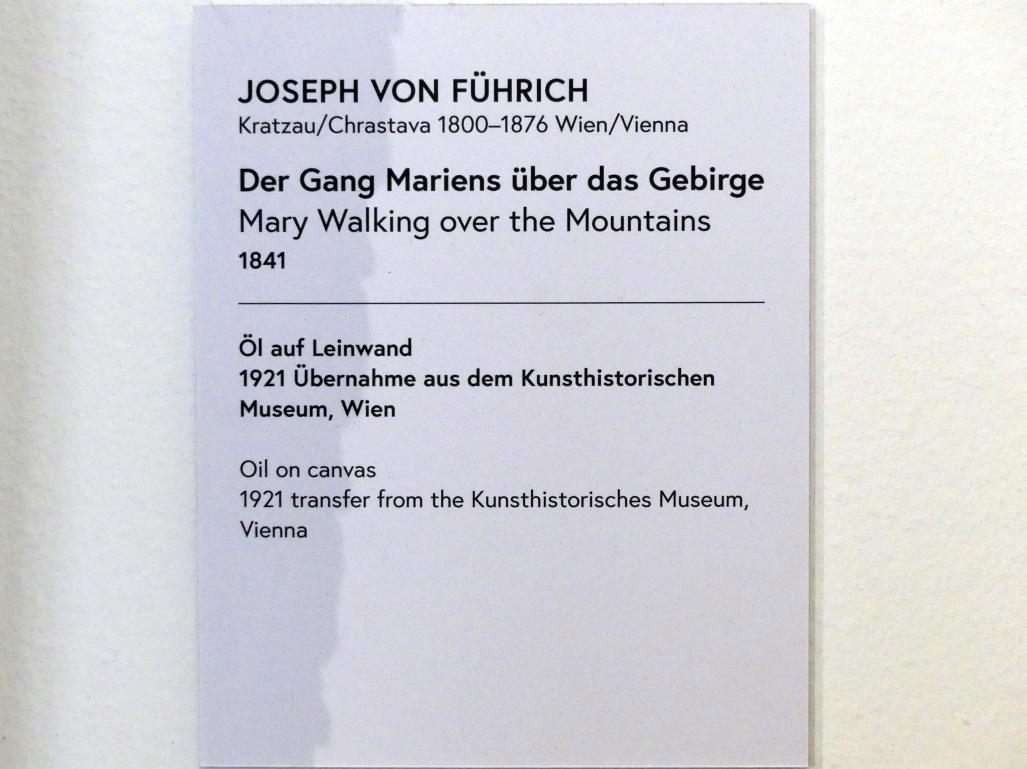 JOSEPH VON FÜHRICH
Kratzau/Chrastava 1800–1876 Wien/Vienna
Der Gang Mariens über das Gebirge
Mary Walking over the Mountains
1841
Öl auf Leinwand
1921 Übernahme aus dem Kunsthistorischen
Museum, Wien
Oil on canvas
1921 transfer from the Kunsthistorisches Museum,
Vienna